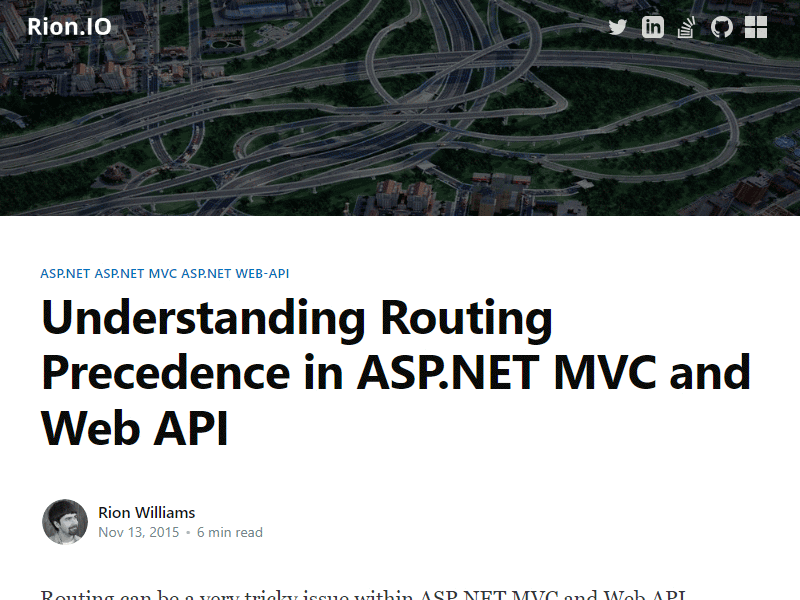 Rion.IO
ASP.NET ASP.NET MVC ASP.NET WEB-API
Understanding Routing
Precedence in ASP.NET MVC and
Web API
Rion Williams
Nov 13, 2015 • 6 min read
Routing can be a very tricky issue within ASP.NET MVC and Web API